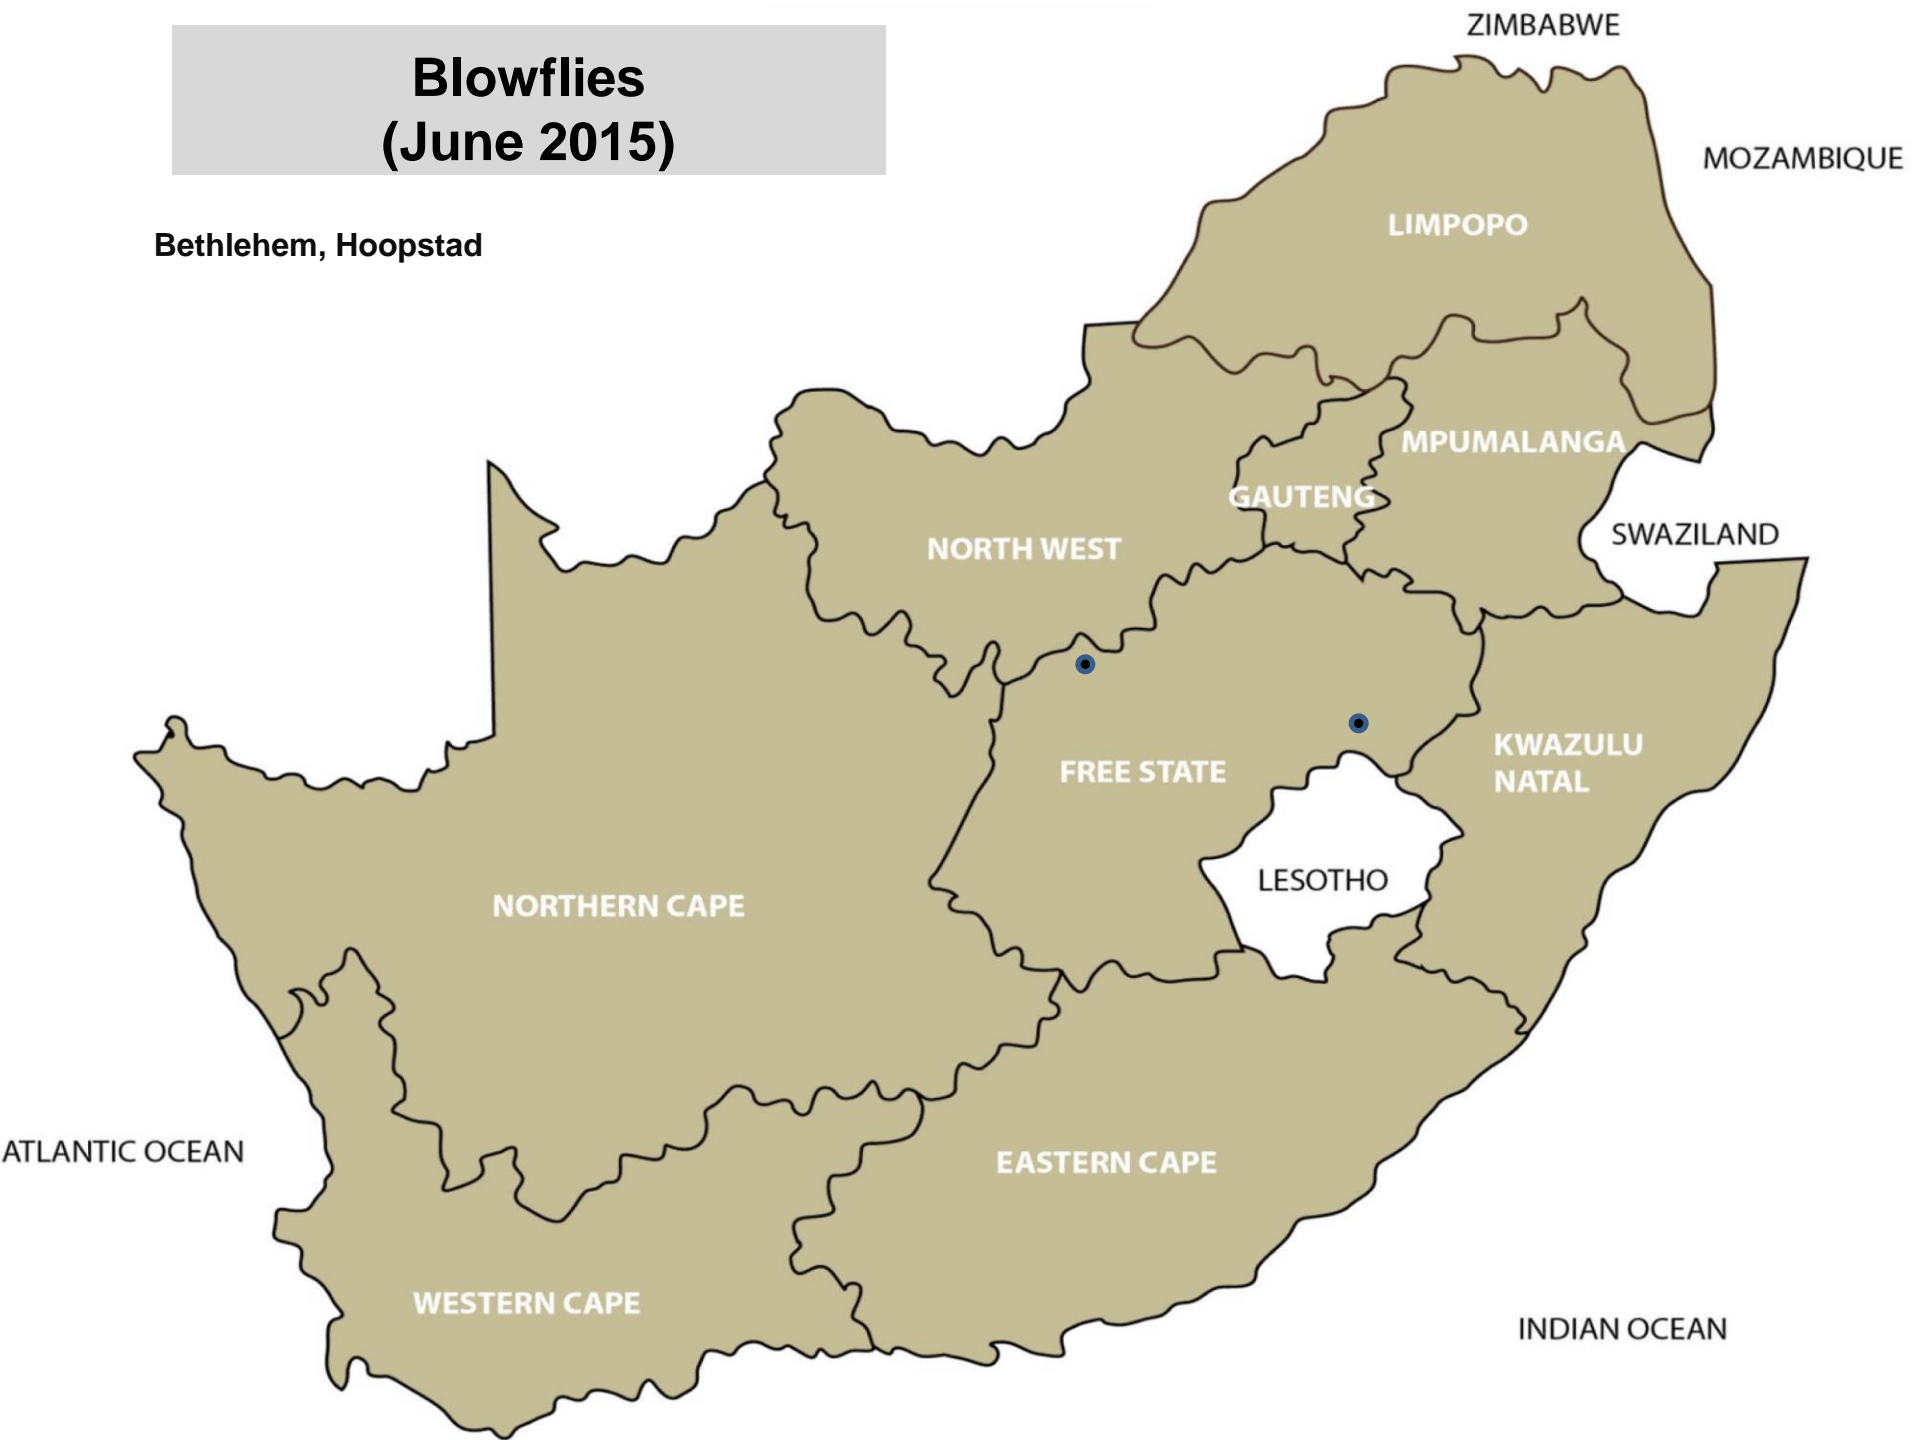 Blowflies
(June 2015)
Bethlehem, Hoopstad
ZIMBABWE
MOZAMBIQUE
LIMPOPO
MPUMALANGA
GAUTENG
SWAZILAND
NORTH WEST
KWAZULU
NATAL
FREE STATE
LESOTHO
NORTHERN CAPE
ATLANTIC OCEAN
EASTERN CAPE
WESTERN CAPE
INDIAN OCEAN